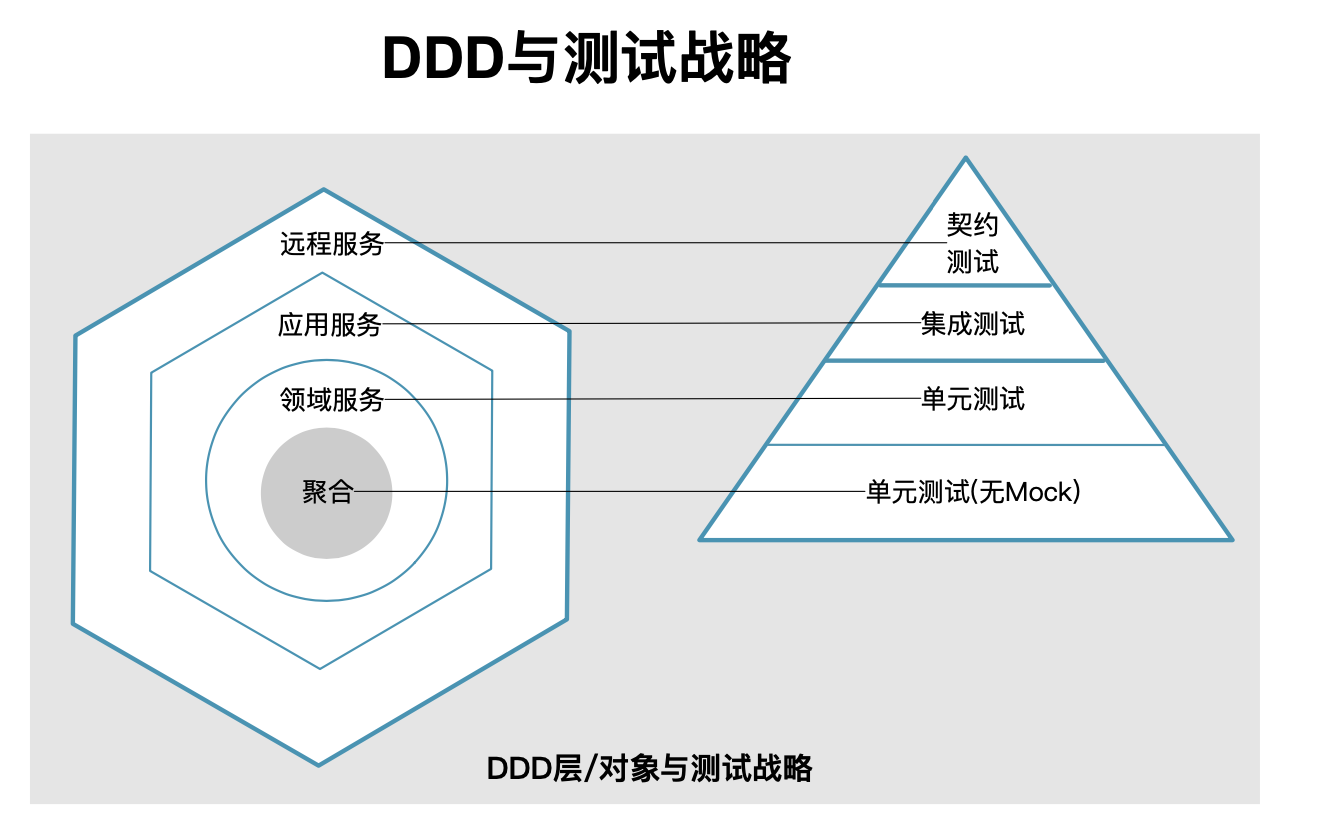 DDD与测试战略
远程服务
契约
测试
应用服务
集成测试
领域服务
单元测试
聚合
单元测试(无Mock)
DDD层/对象与测试战略